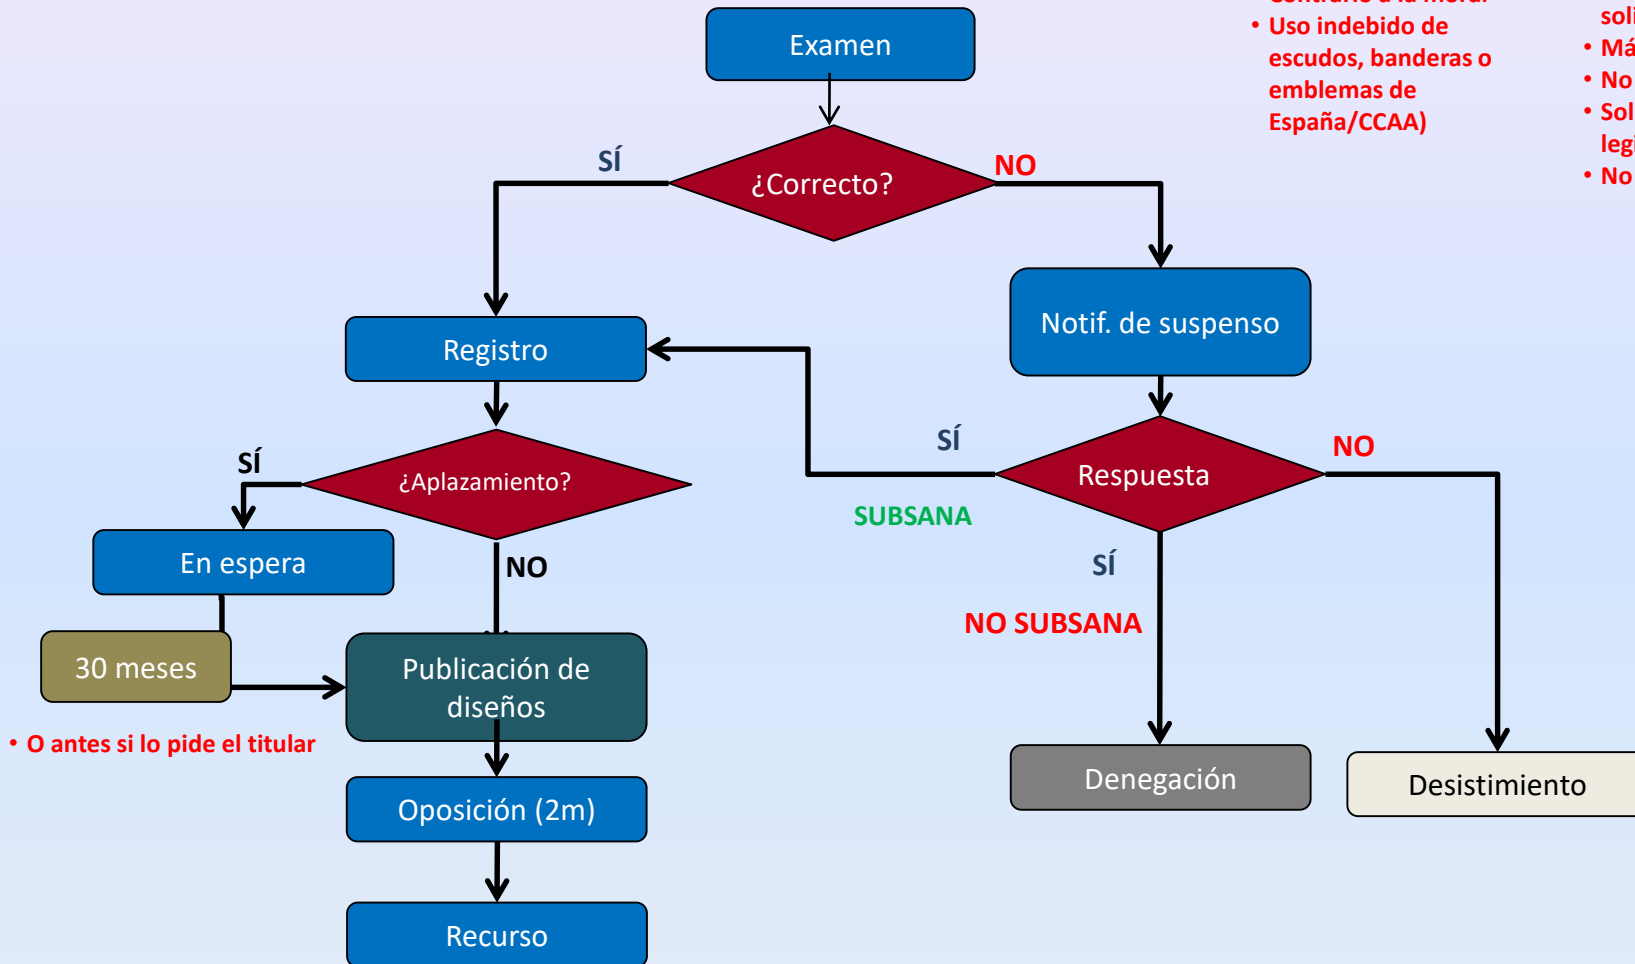 Examen
• Uso indebido de
escudos, banderas o
emblemas de
España/CCAA)
• No
• No
SÍ
¿Correcto?
NO
Notif. de suspenso
Registro
SÍ
¿Aplazamiento?
SÍ
Respuesta
NO
SUBSANA
En espera
NO
SÍ
NO SUBSANA
30 meses
Publicación de
diseños
• O antes si lo pide el titular
Oposición (2m)
Denegación
Desistimiento
Recurso